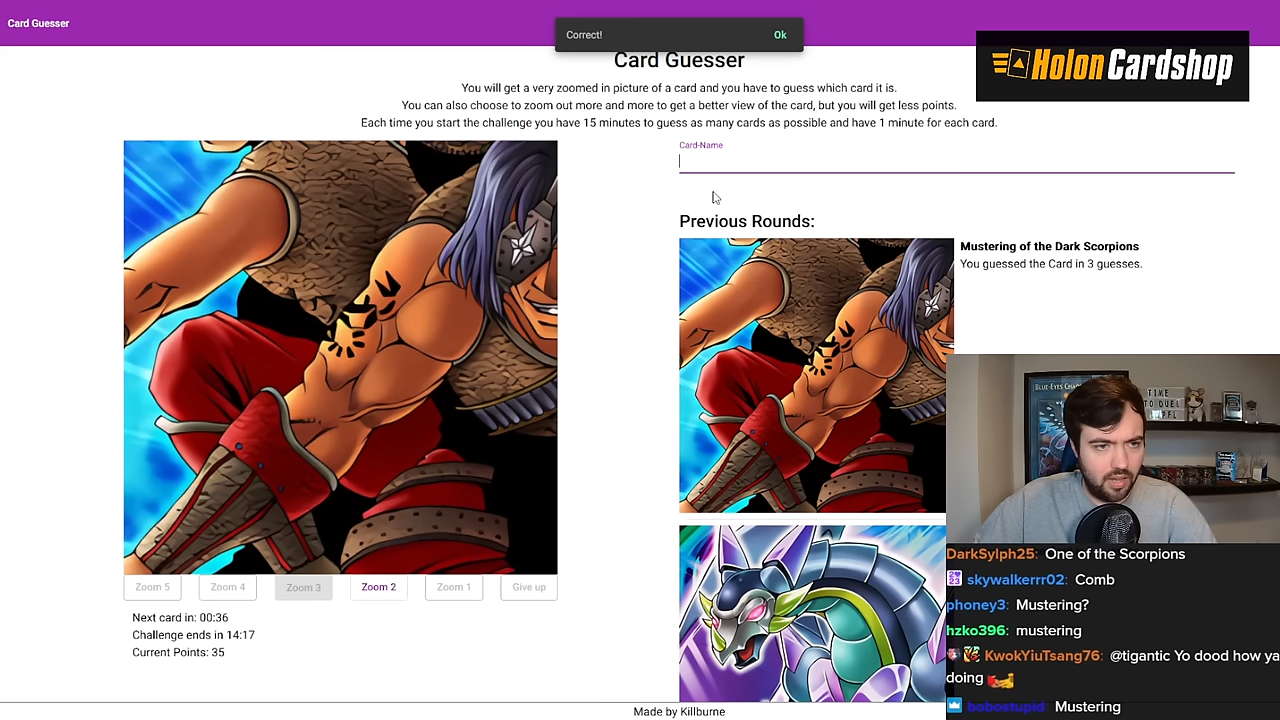 Card Guesser
Correct!
Ok
Card Guesser
Holon Cardshop
You will get a very zoomed in picture of a card and you have to guess which card it is.
You can also choose to zoom out more and more to get a better view of the card, but you will get less points.
Each time you start the challenge you have 15 minutes to guess as many cards as possible and have 1 minute for each card.
Card-Name
Previous Rounds:
Mustering of the Dark Scorpions
You guessed the Card in 3 guesses.
BLUE-EYES
TIME
DarkSylph25: One of the Scorpions
skywalkerrr02: Comb
phoney3: Mustering?
hzko396: mustering
KwokYiuTsang76: @tigantic Yo dood how ya
doing
bobostupid Mustering
Zoom 5
Zoom 4
Zoom 3
Zoom 2
Zoom 1
Give up
Next card in: 00:36
Challenge ends in 14:17
Current Points: 35
Made by Killburne